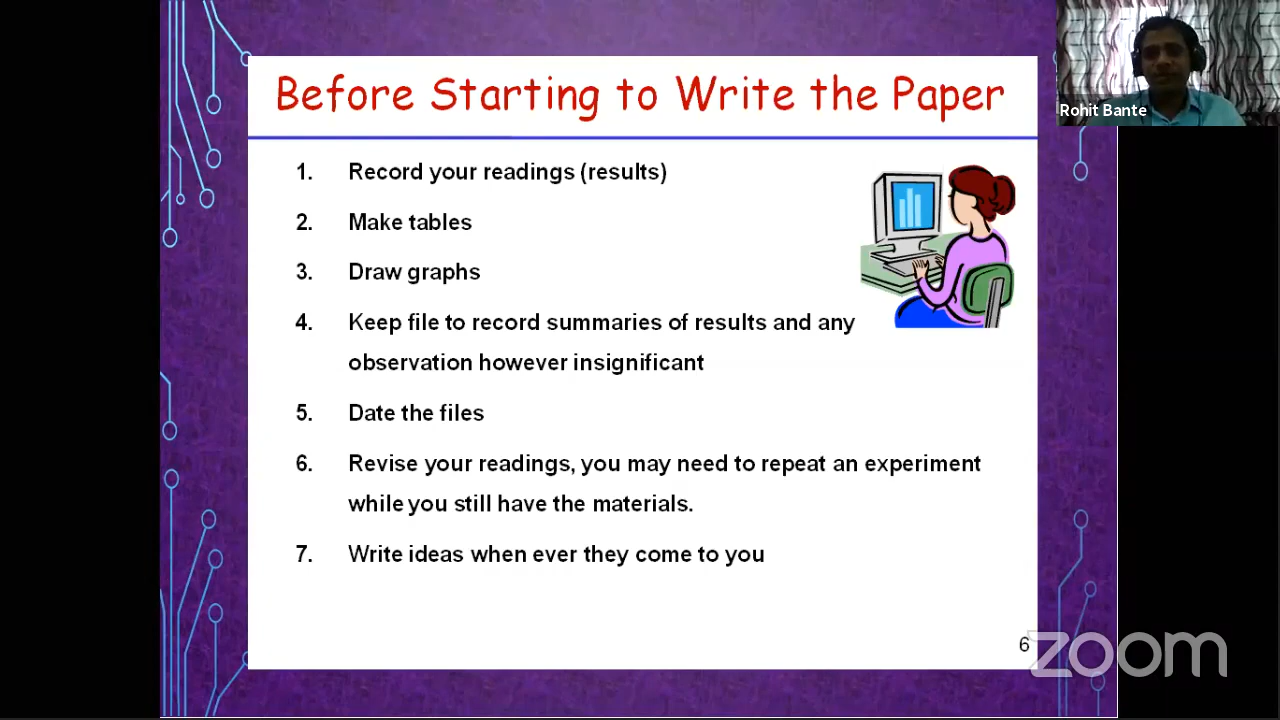 Before Starting to Write the Paper
Rohit Bante
1. Record your readings (results)
2. Make tables
3. Draw graphs
4. Keep file to record summaries of results and any
observation however insignificant
5. Date the files
6. Revise your readings, you may need to repeat an experiment
while you still have the materials.
7. Write ideas when ever they come to you
6
zoom